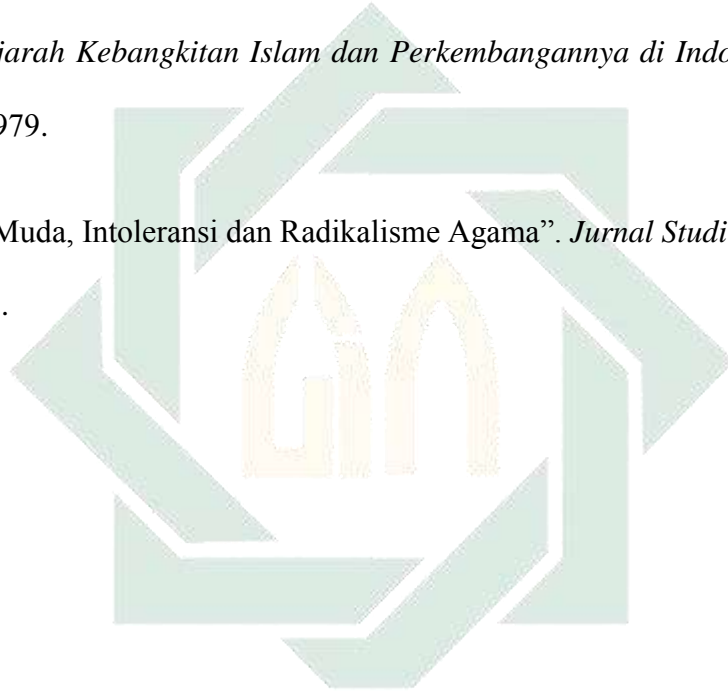 jarah Kebangkitan Islam dan Perkembangannya di Indo
979.
Muda, Intoleransi dan Radikalisme Agama”. Jurnal Studi
.